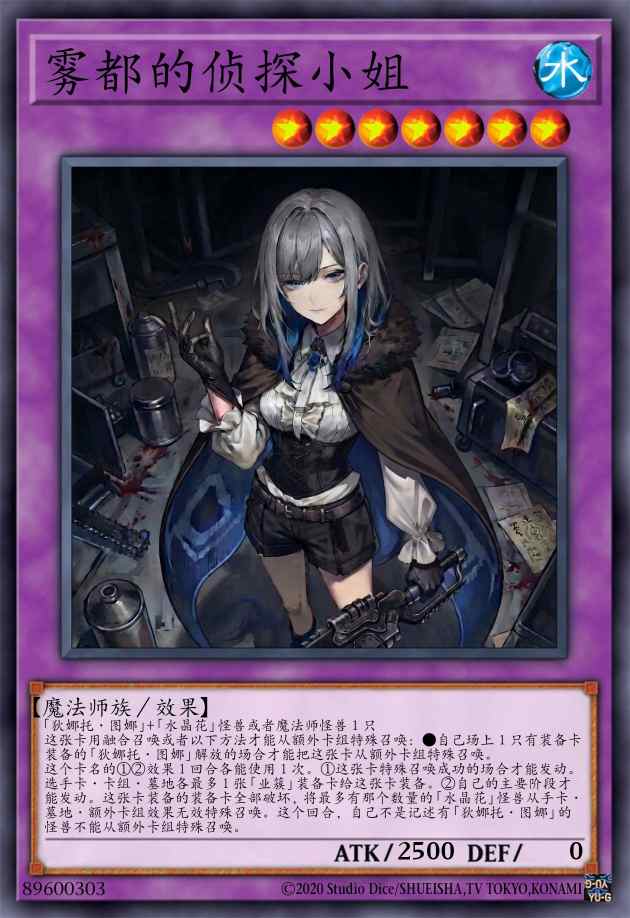 雾都的侦探小姐
水
【魔法师族／效果】
「狄娜托·图娜」+「水晶花」怪兽或者魔法师怪兽1只
这张卡用融合召唤或者以下方法才能从额外卡组特殊召唤：●自己场上1只有装备卡
装备的「狄娜托·图娜」解放的场合才能把这张卡从额外卡组特殊召唤。
这个卡名的①②效果1回合各能使用1次。①这张卡特殊召唤成功的场合才能发动。
选手卡·卡组·墓地各最多1张「业簇」装备卡给这张卡装备。②自己的主要阶段才
能发动。这张卡装备的装备卡全部破坏，将最多有那个数量的「水晶花」怪兽从手卡·
墓地·额外卡组效果无效特殊召唤。这个回合，自己不是记述有「狄娜托·图娜」的
怪兽不能从额外卡组特殊召唤。
ATK/2500 DEF/ 0
89600303 ©2020 Studio Dice/SHUEISHA,TV TOKYO,KONAMI